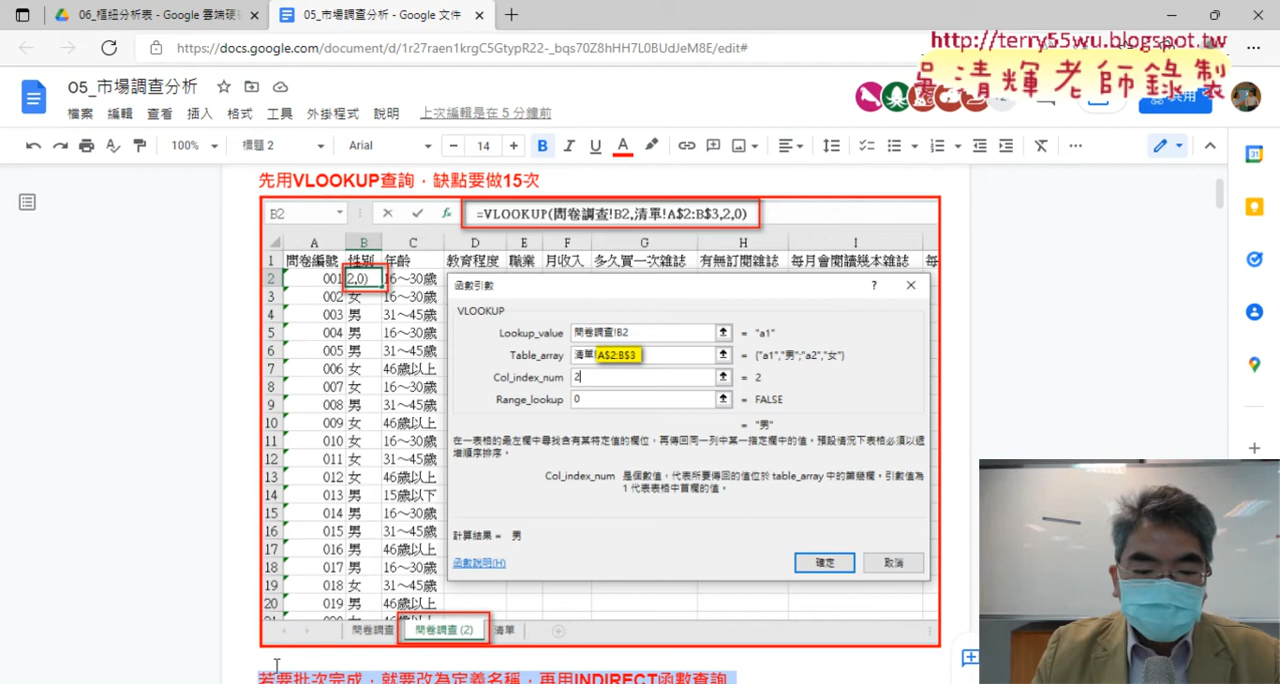 06_樞紐分析表 - Google 雲端硬
05_市場調查分析 - Google 文件
https://docs.google.com/document/d/1r27raen1krgC5GtypR22-_bqs70Z8hHH7L0BUdJeM8E/edit#
http://terry55wu.blogspot.tw
吳清輝老師錄製
05_市場調查分析
檔案 編輯 查看 插入 格式 工具 外掛程式 說明 上次編輯是在 5 分鐘前
100% 標題 2 Arial 14
先用VLOOKUP查詢，缺點要做15次
B2 =VLOOKUP(問卷調查!B2,清單!A$2:B$3,2,0)
A B C D E F G H I
1 問卷編號 性別 年齡 教育程度 職業 月收入 多久買一次雜誌 有無訂閱雜誌 每月會閱讀幾本雜誌 每
2 001 2,0) 16～30歲
3 002 女 16～30歲
4 003 男 31～45歲
5 004 男 16～30歲
6 005 男 31～45歲
7 006 女 46歲以上
8 007 女 16～30歲
9 008 男 31～45歲
10 009 女 46歲以上
11 010 女 16～30歲
12 011 女 31～45歲
13 012 女 46歲以上
14 013 男 15歲以下
15 014 男 16～30歲
16 015 男 31～45歲
17 016 男 46歲以上
18 017 男 16～30歲
19 018 女 31～45歲
20 019 男 46歲以上
函數引數
VLOOKUP
Lookup_value 問卷調查!B2 = "a1"
Table_array 清單!A$2:B$3 = {"a1","男";"a2","女"}
Col_index_num 2 = 2
Range_lookup 0 = FALSE
= "男"
在一表格的最左欄中尋找含有某特定值的欄位，再傳回同一列中某一指定欄中的值。預設情況下表格必須以遞
增順序排序。
Col_index_num 是個數值，代表所要傳回的值位於 table_array 中的第幾欄。引數值為
1 代表表格中首欄的值。
計算結果 = 男
函數說明(H)
確定 取消
問卷調查 問卷調查 (2) 清單
若要批次完成，就要改為定義名稱，再用INDIRECT函數查詢